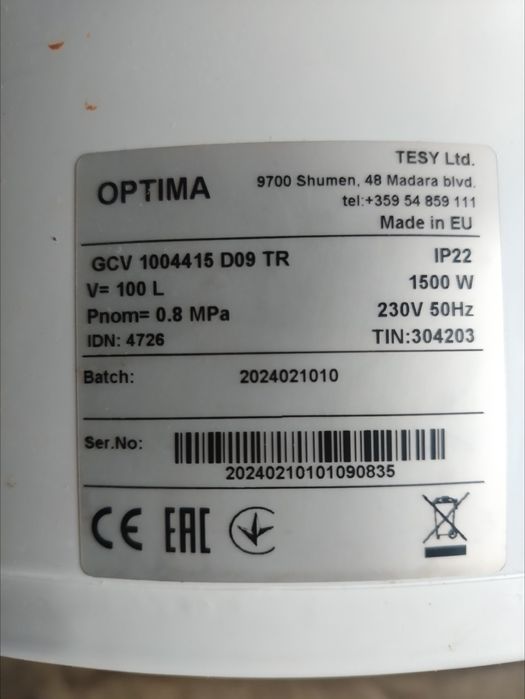 OPTIMA
TESY Ltd.
9700 Shumen, 48 Madara blvd.
tel:+359 54 859 111
Made in EU
GCV 1004415 D09 TR
IP22
V= 100 L
1500 W
Pnom= 0.8 MPa
230V 50Hz
IDN: 4726
TIN:304203
Batch: 2024021010
Ser.No:
20240210101090835
CE EAC